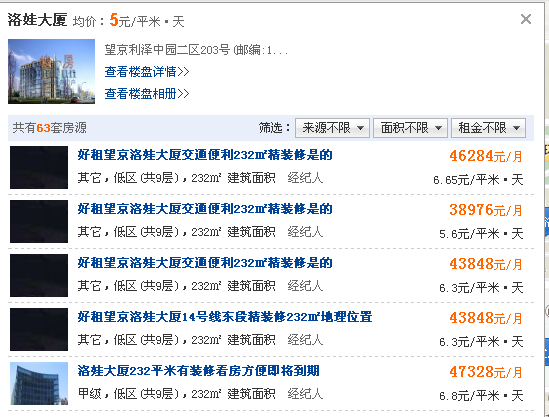 洛娃大厦 均价：5元/平米·天
望京利泽中园二区203号(邮编:1...
查看楼盘详情>>
查看楼盘相册>>
共有63套房源 筛选： 来源不限 面积不限 租金不限
好租望京洛娃大厦交通便利232㎡精装修是的 46284元/月
其它，低区(共9层)，232㎡ 建筑面积 经纪人 6.65元/平米·天
好租望京洛娃大厦交通便利232㎡精装修是的 38976元/月
其它，低区(共9层)，232㎡ 建筑面积 经纪人 5.6元/平米·天
好租望京洛娃大厦交通便利232㎡精装修是的 43848元/月
其它，低区(共9层)，232㎡ 建筑面积 经纪人 6.3元/平米·天
好租望京洛娃大厦14号线东段精装修232㎡地理位置 43848元/月
其它，低区(共9层)，232㎡ 建筑面积 经纪人 6.3元/平米·天
洛娃大厦232平米有装修看房方便即将到期 47328元/月
甲级，低区(共9层)，232㎡ 建筑面积 经纪人 6.8元/平米·天